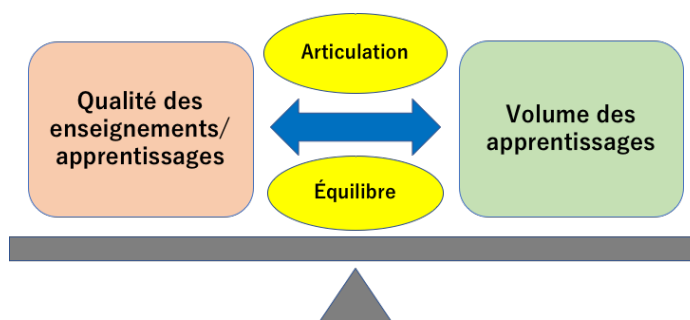 Articulation
Qualité des
enseignements/
apprentissages
Volume des
apprentissages
Équilibre